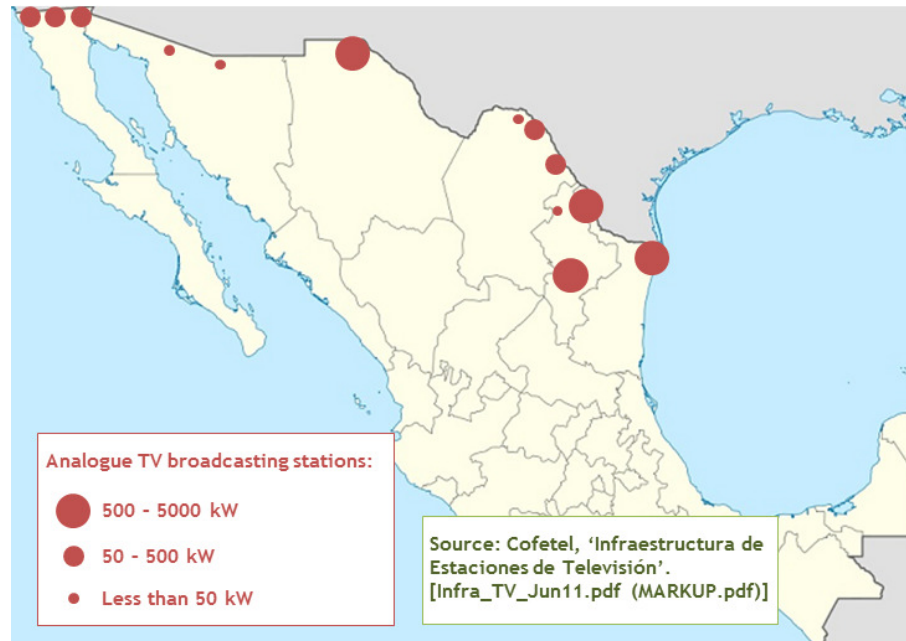 Analogue TV broadcasting stations:
500 - 5000 kW
50 - 500 kW
Less than 50 kW
Source: Cofetel, ‘Infraestructura de
Estaciones de Televisión’.
[Infra_TV_Jun11.pdf (MARKUP.pdf)]